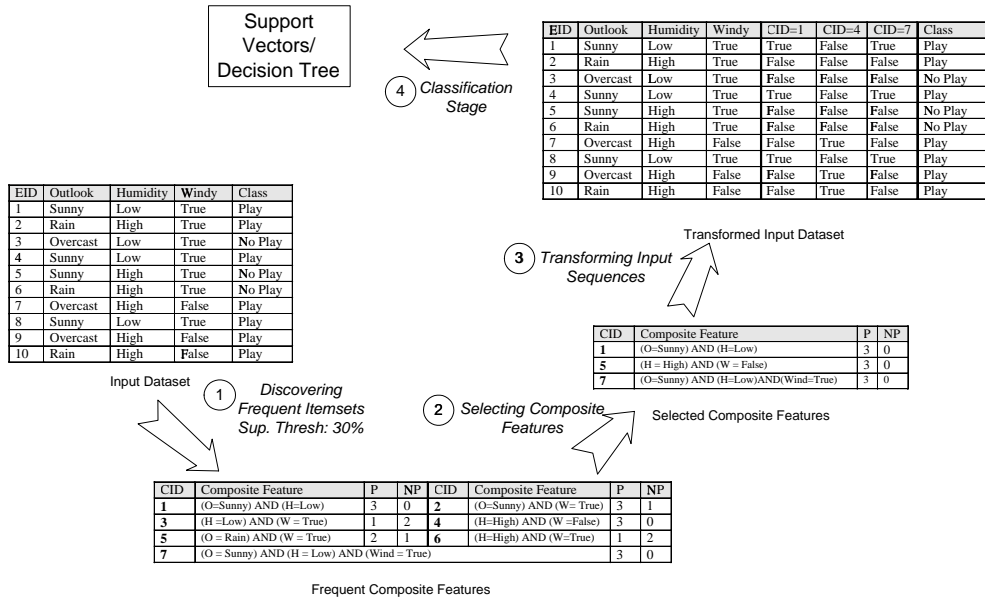 Support
Vectors/
Decision Tree
4 Classification
Stage
EID Outlook Humidity Windy CID=1 CID=4 CID=7 Class
1 Sunny Low True True False True Play
2 Rain High True False False False Play
3 Overcast Low True False False False No Play
4 Sunny Low True True False True Play
5 Sunny High True False False False No Play
6 Rain High True False False False No Play
7 Overcast High False False True False Play
8 Sunny Low True True False True Play
9 Overcast High False False True False Play
10 Rain High False False True False Play
Transformed Input Dataset
EID Outlook Humidity Windy Class
1 Sunny Low True Play
2 Rain High True Play
3 Overcast Low True No Play
4 Sunny Low True Play
5 Sunny High True No Play
6 Rain High True No Play
7 Overcast High False Play
8 Sunny Low True Play
9 Overcast High False Play
10 Rain High False Play
Input Dataset
3 Transforming Input
Sequences
CID Composite Feature P NP
1 (O=Sunny) AND (H=Low) 3 0
5 (H = High) AND (W = False) 3 0
7 (O=Sunny) AND (H=Low)AND(Wind=True) 3 0
Selected Composite Features
1 Discovering
Frequent Itemsets
Sup. Thresh: 30%
2 Selecting Composite
Features
CID Composite Feature P NP CID Composite Feature P NP
1 (O=Sunny) AND (H=Low) 3 0 2 (O=Sunny) AND (W= True) 3 1
3 (H =Low) AND (W = True) 1 2 4 (H=High) AND (W =False) 3 0
5 (O = Rain) AND (W = True) 2 1 6 (H=High) AND (W=True) 1 2
7 (O = Sunny) AND (H = Low) AND (Wind = True) 3 0
Frequent Composite Features